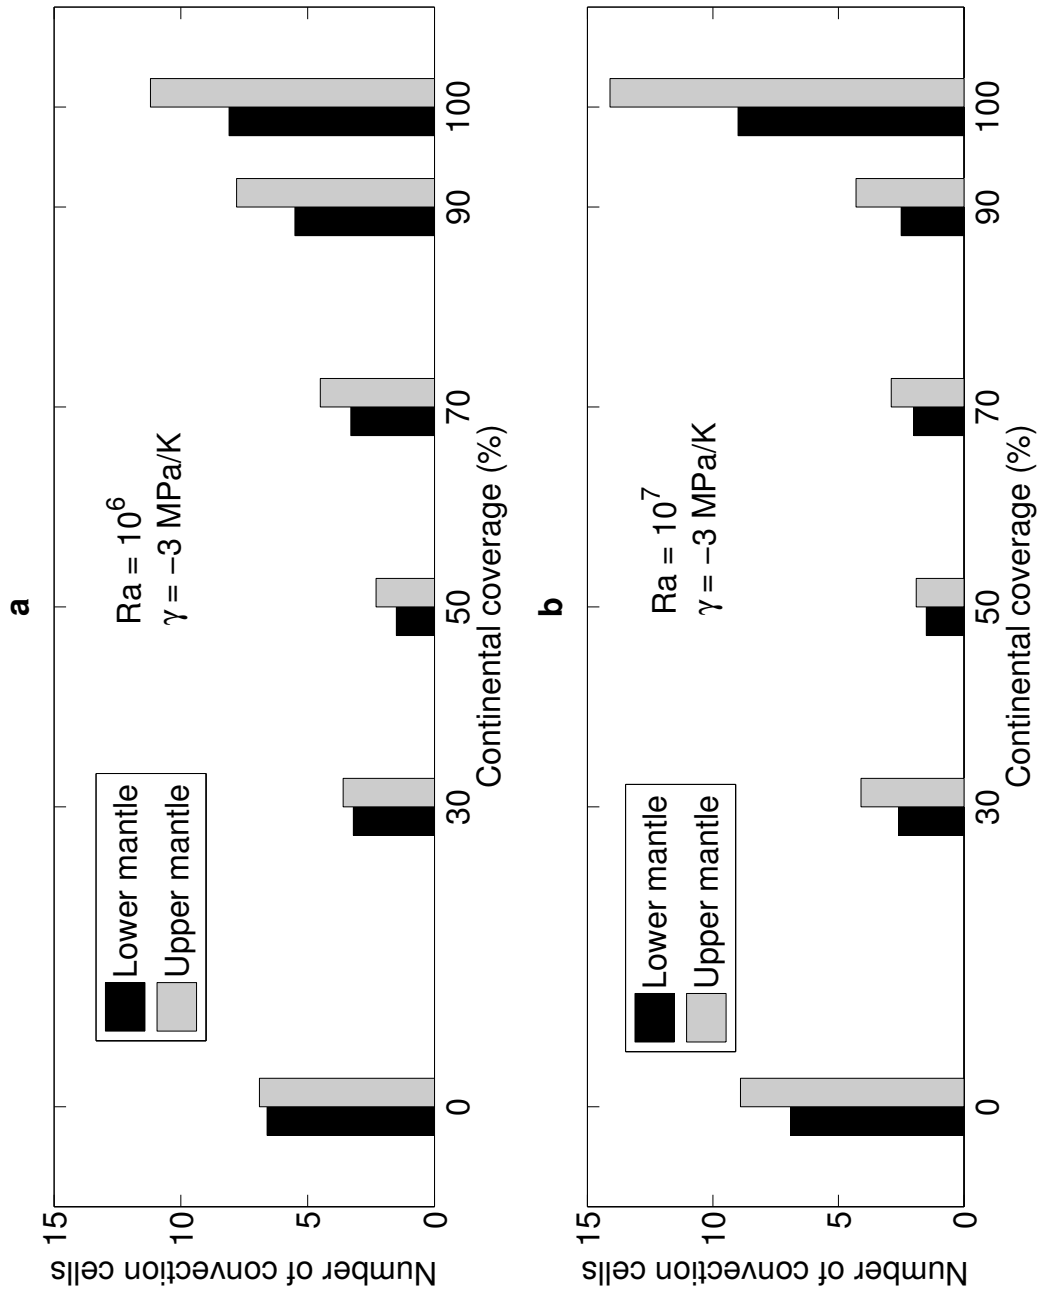 a
Number of convection cells
15
10
5
0
Lower mantle
Upper mantle
Ra = 10^6
γ = −3 MPa/K
0
30
50
70
90
100
Continental coverage (%)
b
Number of convection cells
15
10
5
0
Lower mantle
Upper mantle
Ra = 10^7
γ = −3 MPa/K
0
30
50
70
90
100
Continental coverage (%)